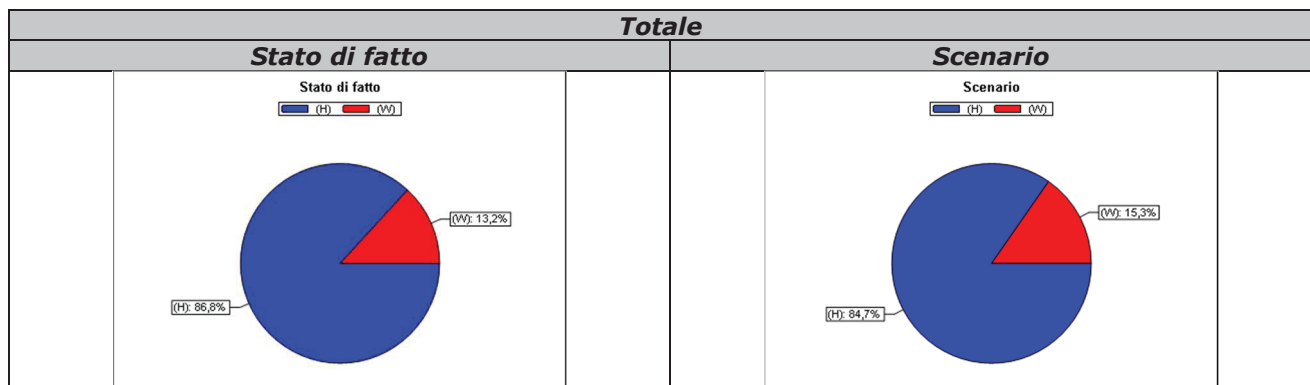 Totale
Stato di fatto
Scenario
Stato di fatto
(H) (W)
(W): 13,2%
(H): 86,8%
Scenario
(H) (W)
(W): 15,3%
(H): 84,7%